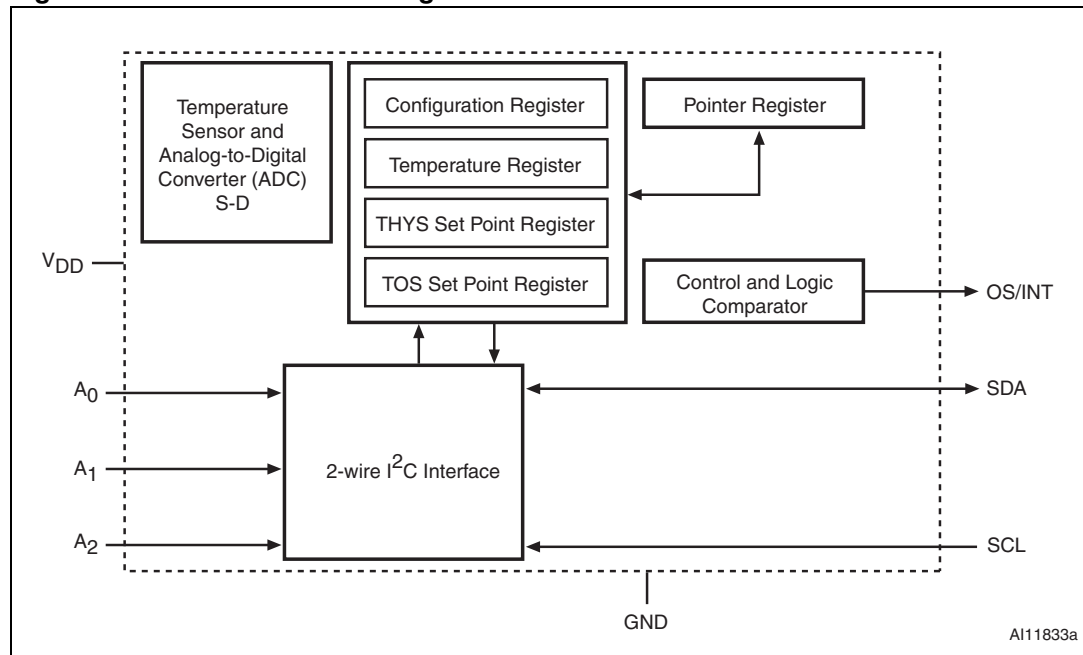 Temperature
Sensor and
Analog-to-Digital
Converter (ADC)
S-D
Configuration Register
Temperature Register
THYS Set Point Register
TOS Set Point Register
Pointer Register
Control and Logic
Comparator
VDD
OS/INT
A0
SDA
A1
2-wire I2C Interface
A2
SCL
GND
AI11833a